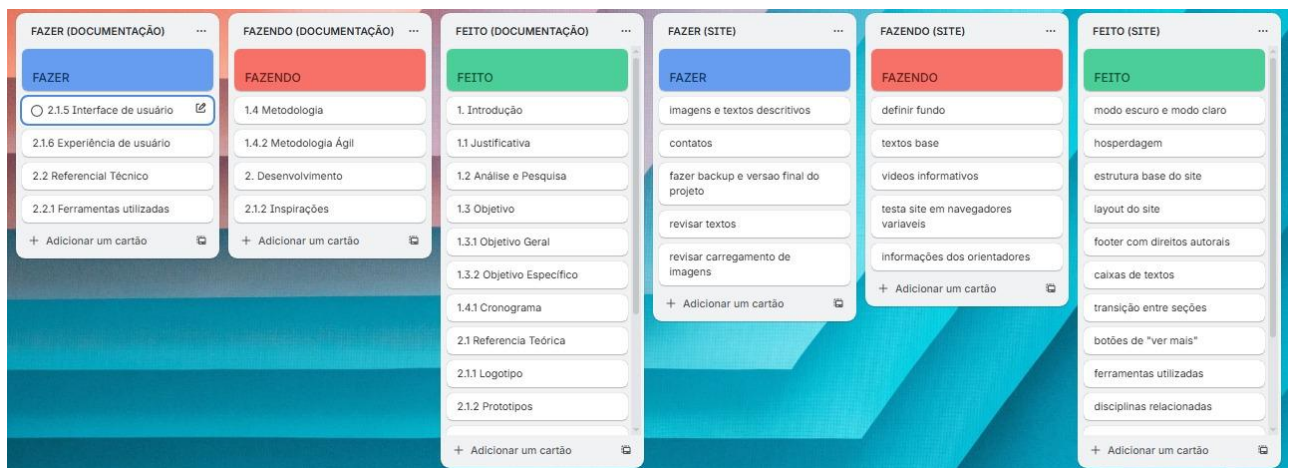 FAZER (DOCUMENTAÇÃO)
FAZER
2.1.5 Interface de usuário
2.1.6 Experiência de usuário
2.2 Referencial Técnico
2.2.1 Ferramentas utilizadas
+ Adicionar um cartão
FAZENDO (DOCUMENTAÇÃO)
FAZENDO
1.4 Metodologia
1.4.2 Metodologia Ágil
2. Desenvolvimento
2.1.2 Inspirações
+ Adicionar um cartão
FEITO (DOCUMENTAÇÃO)
FEITO
1. Introdução
1.1 Justificativa
1.2 Análise e Pesquisa
1.3 Objetivo
1.3.1 Objetivo Geral
1.3.2 Objetivo Específico
1.4.1 Cronograma
2.1 Referencia Teórica
2.1.1 Logotipo
2.1.2 Prototipos
+ Adicionar um cartão
FAZER (SITE)
FAZER
imagens e textos descritivos
contatos
fazer backup e versao final do
projeto
revisar textos
revisar carregamento de
imagens
+ Adicionar um cartão
FAZENDO (SITE)
FAZENDO
definir fundo
textos base
videos informativos
testa site em navegadores
variaveis
informações dos orientadores
+ Adicionar um cartão
FEITO (SITE)
FEITO
modo escuro e modo claro
hosperdagem
estrutura base do site
layout do site
footer com direitos autorais
caixas de textos
transição entre seções
botões de "ver mais"
ferramentas utilizadas
disciplinas relacionadas
+ Adicionar um cartão